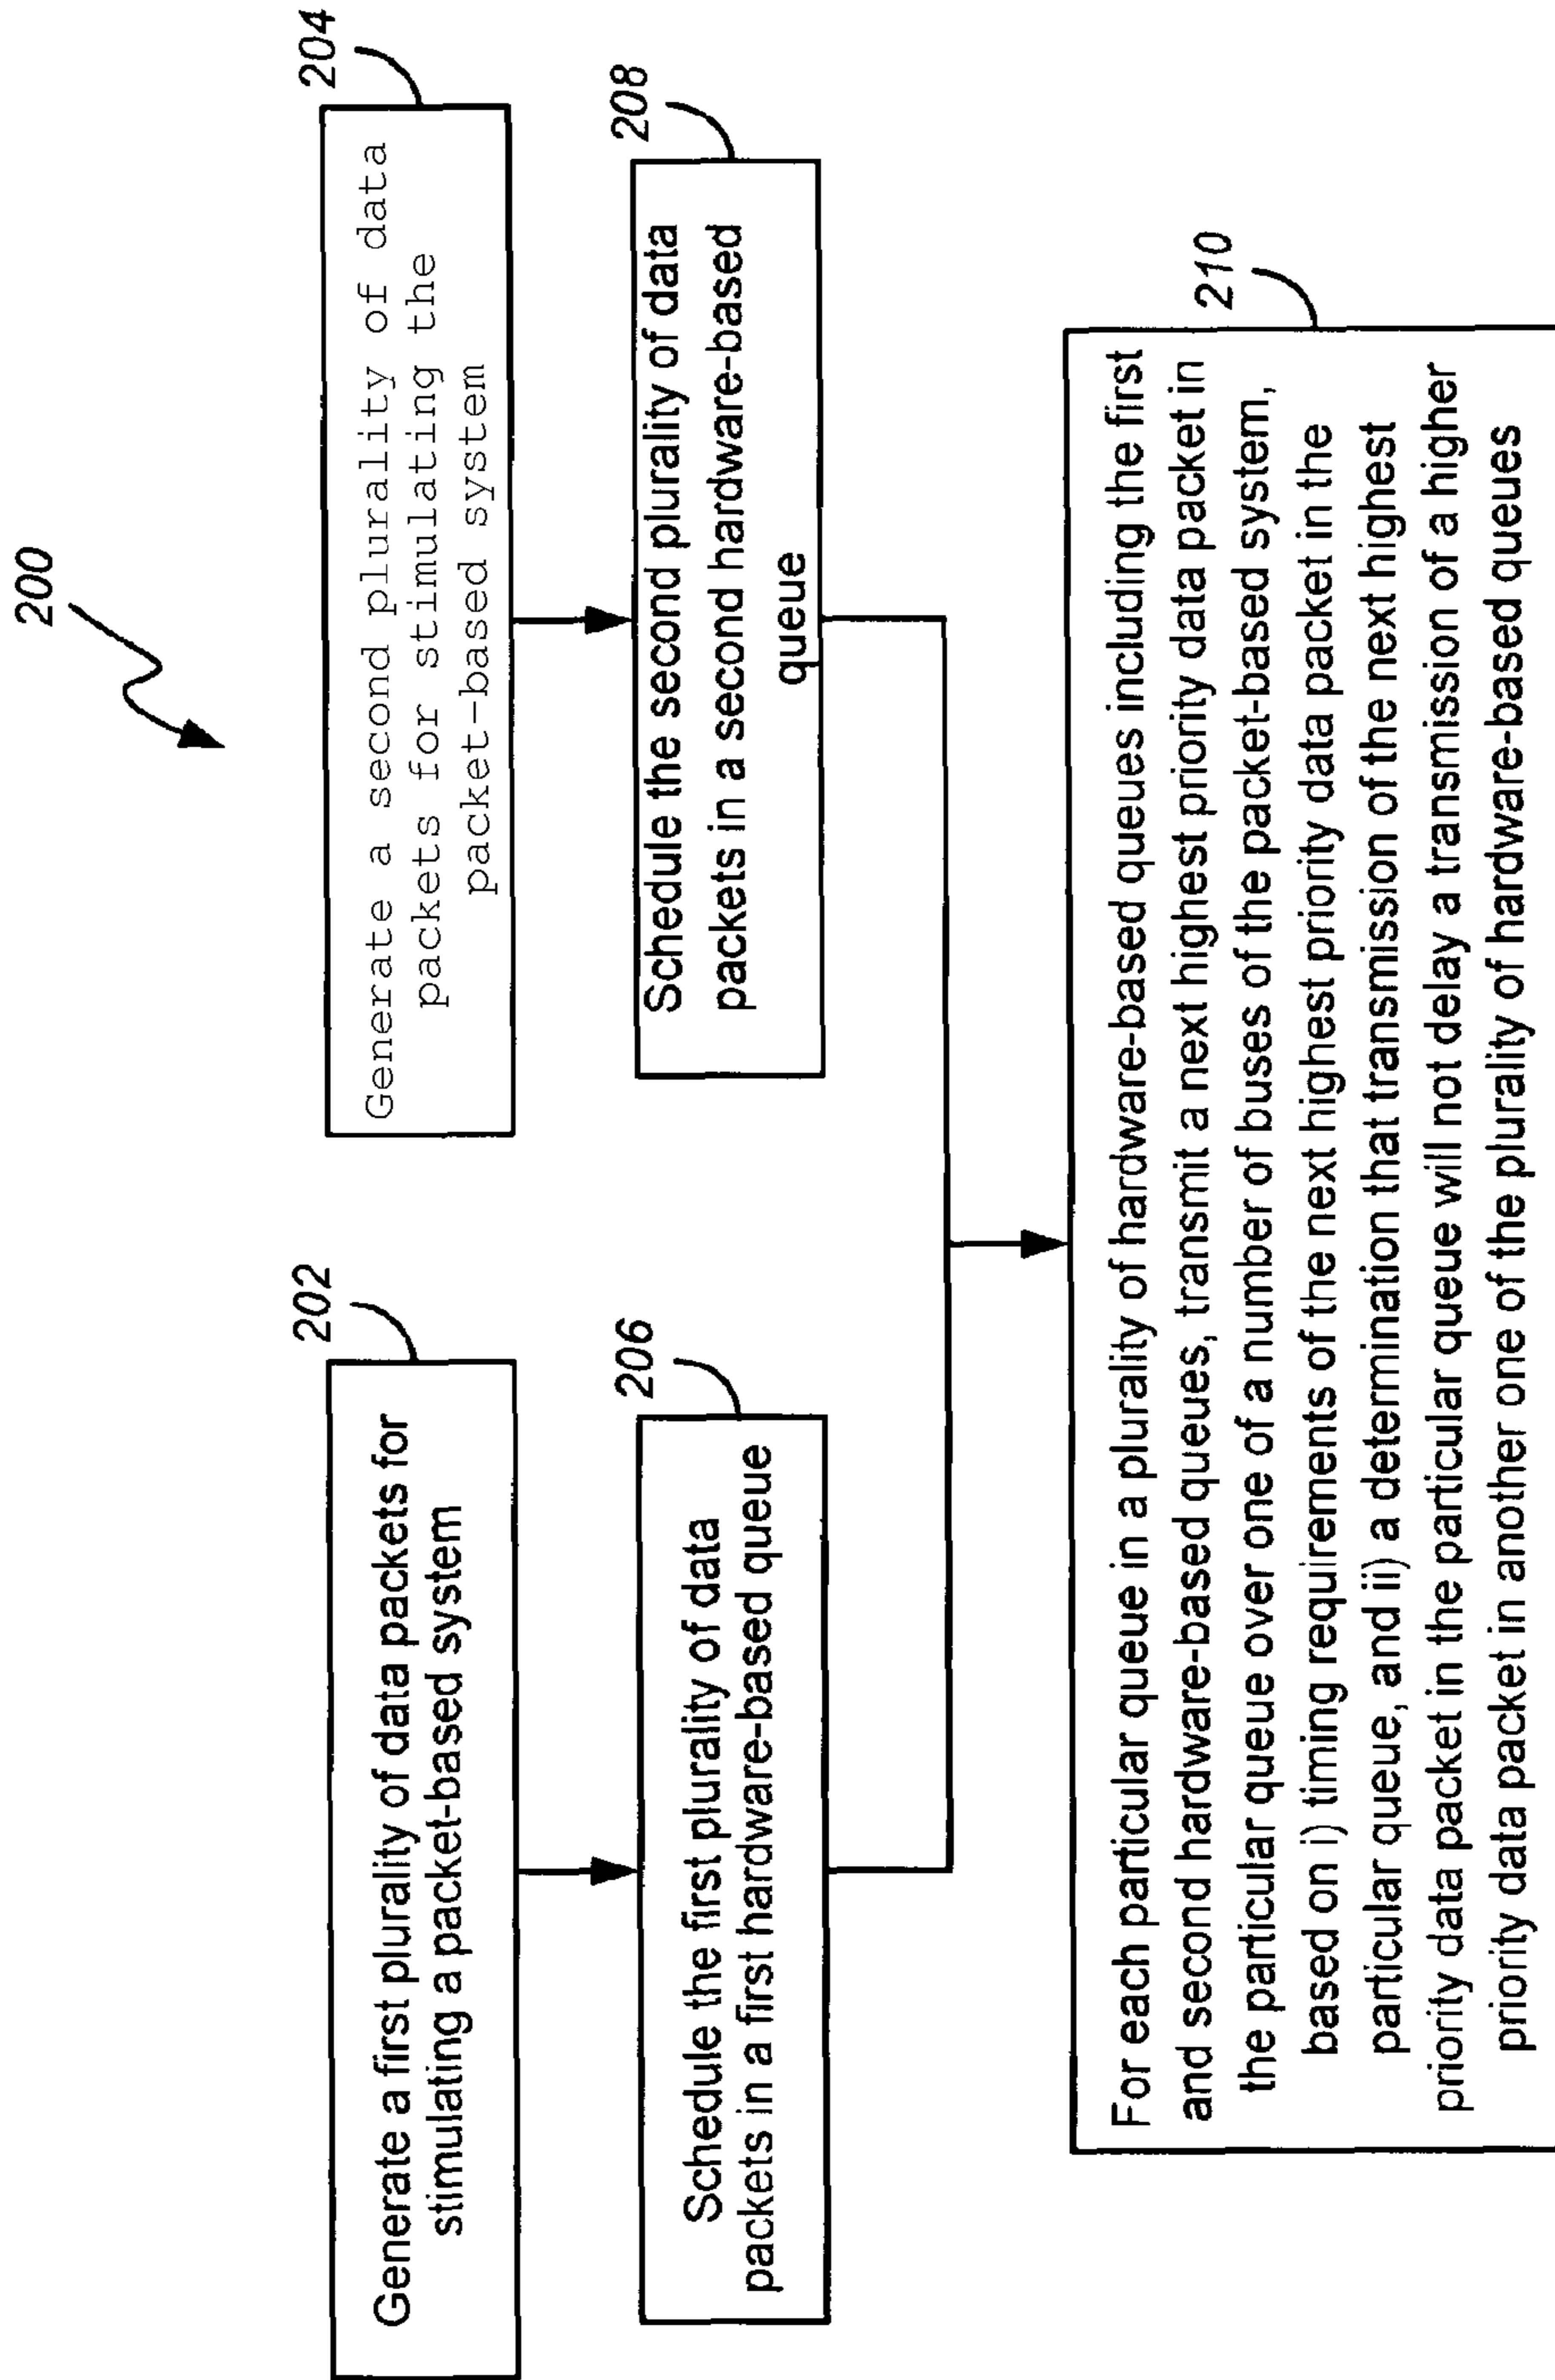 200
202
Generate a first plurality of data packets for
stimulating a packet-based system
204
Generate a second plurality of data
packets for stimulating the
packet-based system
206
Schedule the first plurality of data
packets in a first hardware-based queue
208
Schedule the second plurality of data
packets in a second hardware-based
queue
210
For each particular queue in a plurality of hardware-based queues including the first
and second hardware-based queues, transmit a next highest priority data packet in
the particular queue over one of a number of buses of the packet-based system,
based on i) timing requirements of the next highest priority data packet in the
particular queue, and ii) a determination that transmission of the next highest
priority data packet in the particular queue will not delay a transmission of a higher
priority data packet in another one of the plurality of hardware-based queues